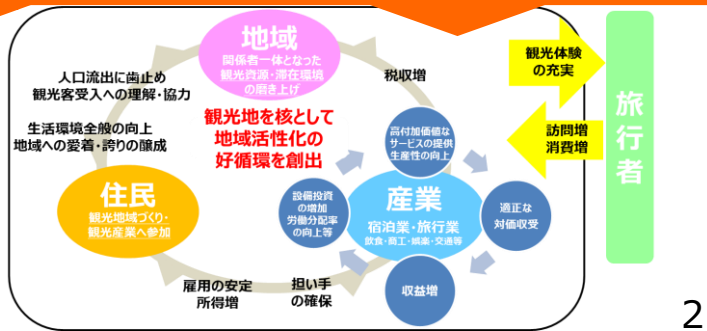 地域
関係者一体となった
観光資源・滞在環境
の磨き上げ
人口流出に歯止め
観光客受入への理解・協力
税収増
観光体験
の充実
旅行者
観光地を核として
地域活性化の
好循環を創出
生活環境全般の向上
地域への愛着・誇りの醸成
高付加価値な
サービスの提供
生産性の向上
訪問増
消費増
住民
観光地域づくり・
観光産業へ参加
設備投資
の増加
労働分配率
の向上等
産業
宿泊業・旅行業
飲食・商工・娯楽・交通等
適正な
対価収受
雇用の安定
所得増
担い手
の確保
収益増
2